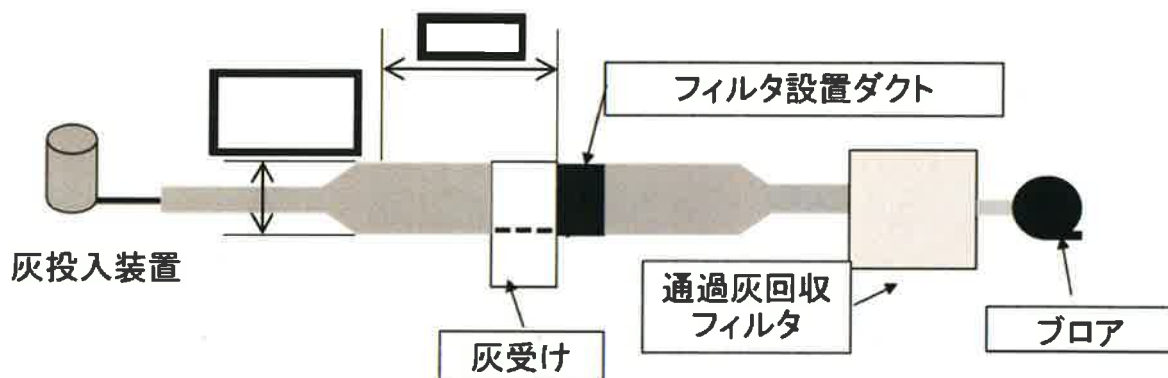 フィルタ設置ダクト
灰投入装置
灰受け
通過灰回収
フィルタ
ブロア